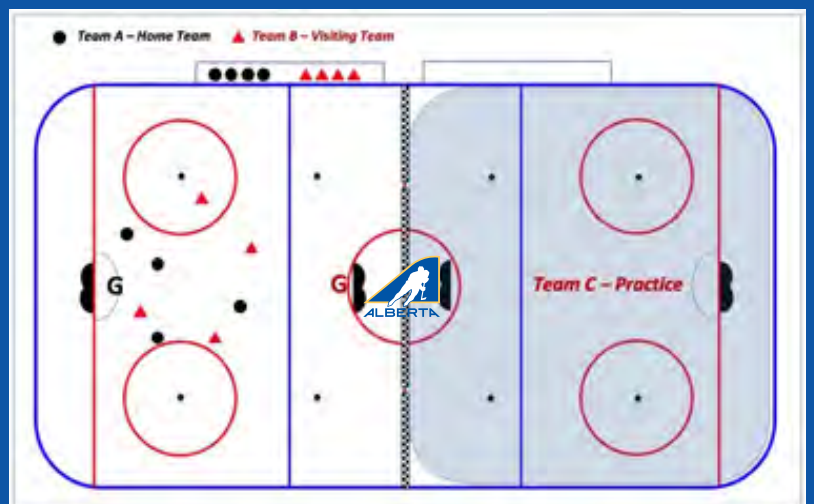 Team A – Home Team
Team B – Visiting Team
G
G
ALBERTA
Team C – Practice